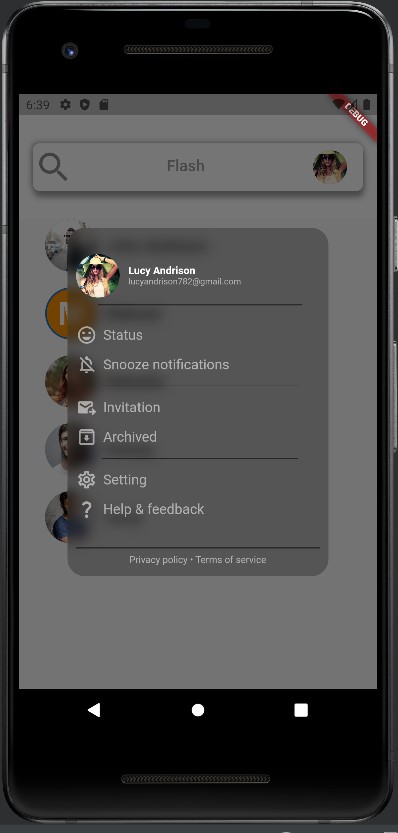 6:39
DEBUG
Flash
Lucy Andrison
lucyandrison782@gmail.com
Status
Snooze notifications
Invitation
Archived
Setting
Help & feedback
Privacy policy • Terms of service